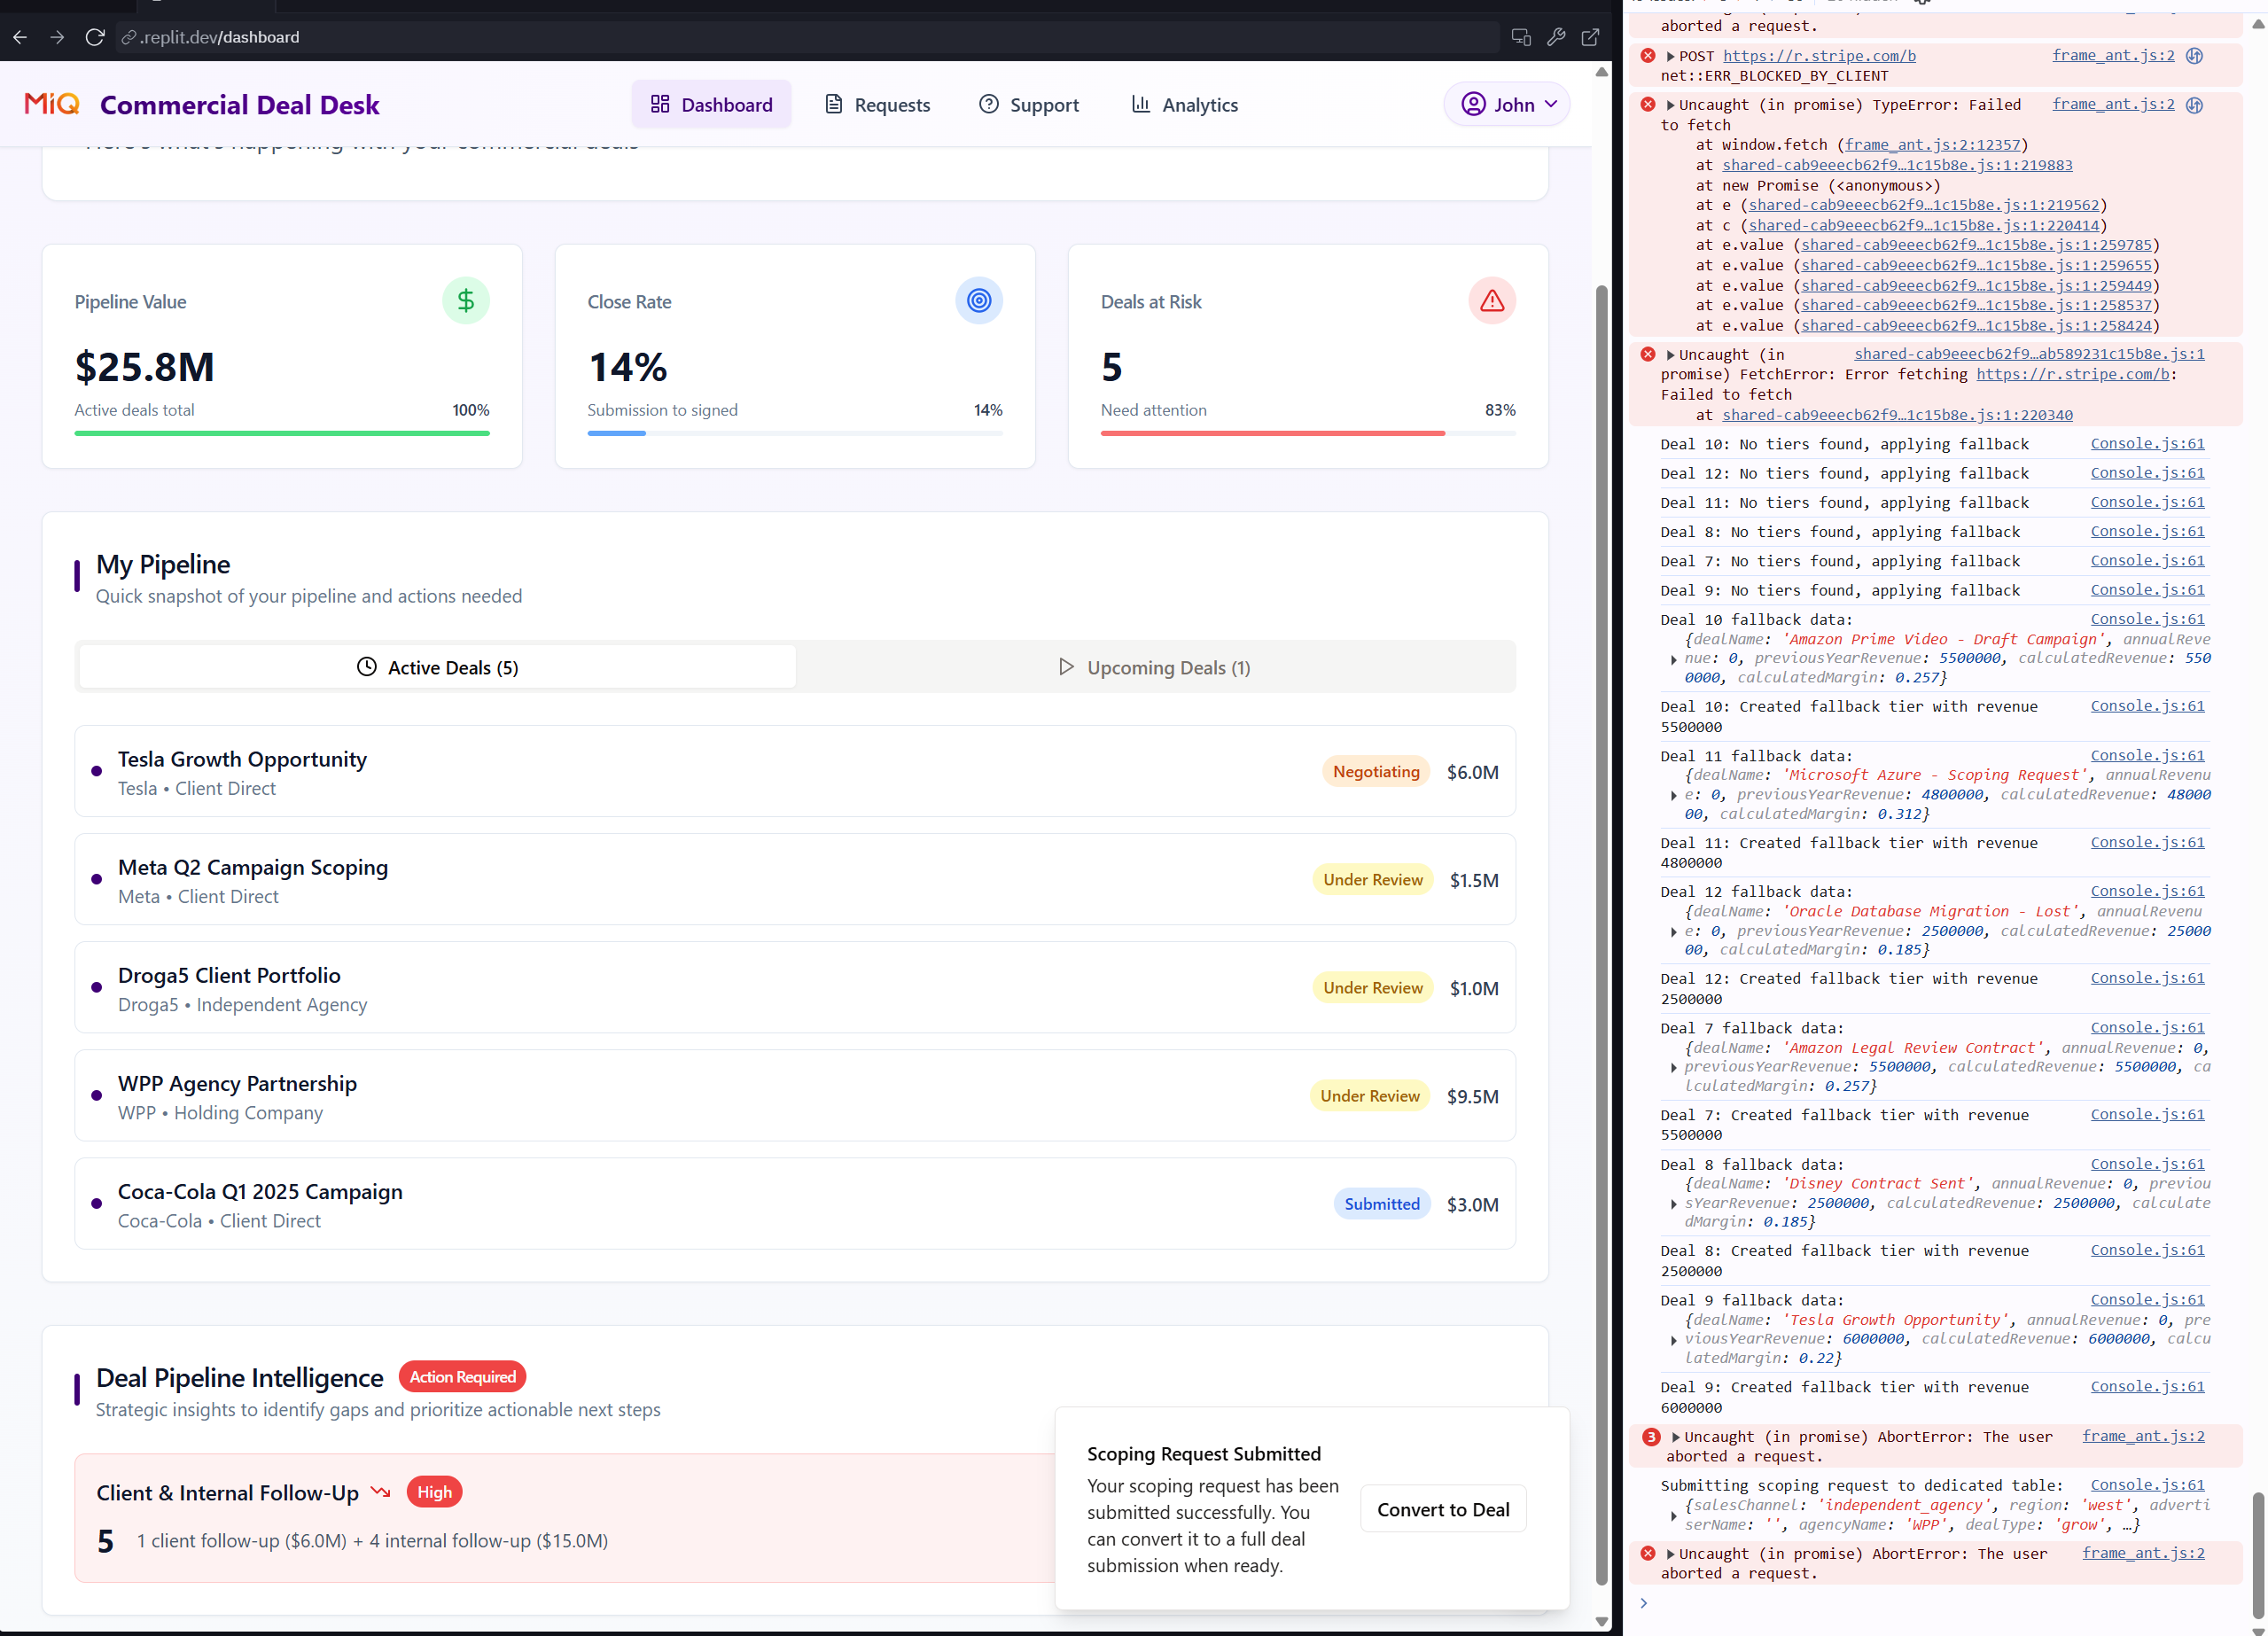 .replit.dev/dashboard
MiQ Commercial Deal Desk
Dashboard
Requests
Support
Analytics
John
Pipeline Value
$25.8M
Active deals total 100%
Close Rate
14%
Submission to signed 14%
Deals at Risk
5
Need attention 83%
My Pipeline
Quick snapshot of your pipeline and actions needed
Active Deals (5)
Upcoming Deals (1)
Tesla Growth Opportunity
Tesla • Client Direct
Negotiating $6.0M
Meta Q2 Campaign Scoping
Meta • Client Direct
Under Review $1.5M
Droga5 Client Portfolio
Droga5 • Independent Agency
Under Review $1.0M
WPP Agency Partnership
WPP • Holding Company
Under Review $9.5M
Coca-Cola Q1 2025 Campaign
Coca-Cola • Client Direct
Submitted $3.0M
Deal Pipeline Intelligence Action Required
Strategic insights to identify gaps and prioritize actionable next steps
Client & Internal Follow-Up High
5 1 client follow-up ($6.0M) + 4 internal follow-up ($15.0M)
Scoping Request Submitted
Your scoping request has been
submitted successfully. You
can convert it to a full deal
submission when ready.
Convert to Deal
aborted a request.
POST https://r.stripe.com/b frame_ant.js:2
net::ERR_BLOCKED_BY_CLIENT
Uncaught (in promise) TypeError: Failed frame_ant.js:2
to fetch
at window.fetch (frame_ant.js:2:12357)
at shared-cab9eeecb62f9…1c15b8e.js:1:219883
at new Promise (<anonymous>)
at e (shared-cab9eeecb62f9…1c15b8e.js:1:219562)
at c (shared-cab9eeecb62f9…1c15b8e.js:1:220414)
at e.value (shared-cab9eeecb62f9…1c15b8e.js:1:259785)
at e.value (shared-cab9eeecb62f9…1c15b8e.js:1:259655)
at e.value (shared-cab9eeecb62f9…1c15b8e.js:1:259449)
at e.value (shared-cab9eeecb62f9…1c15b8e.js:1:258537)
at e.value (shared-cab9eeecb62f9…1c15b8e.js:1:258424)
Uncaught (in shared-cab9eeecb62f9…ab589231c15b8e.js:1
promise) FetchError: Error fetching https://r.stripe.com/b:
Failed to fetch
at shared-cab9eeecb62f9…1c15b8e.js:1:220340
Deal 10: No tiers found, applying fallback Console.js:61
Deal 12: No tiers found, applying fallback Console.js:61
Deal 11: No tiers found, applying fallback Console.js:61
Deal 8: No tiers found, applying fallback Console.js:61
Deal 7: No tiers found, applying fallback Console.js:61
Deal 9: No tiers found, applying fallback Console.js:61
Deal 10 fallback data: Console.js:61
{dealName: 'Amazon Prime Video - Draft Campaign', annualReve
nue: 0, previousYearRevenue: 5500000, calculatedRevenue: 550
0000, calculatedMargin: 0.257}
Deal 10: Created fallback tier with revenue Console.js:61
5500000
Deal 11 fallback data: Console.js:61
{dealName: 'Microsoft Azure - Scoping Request', annualRevenu
e: 0, previousYearRevenue: 4800000, calculatedRevenue: 48000
00, calculatedMargin: 0.312}
Deal 11: Created fallback tier with revenue Console.js:61
4800000
Deal 12 fallback data: Console.js:61
{dealName: 'Oracle Database Migration - Lost', annualRevenu
e: 0, previousYearRevenue: 2500000, calculatedRevenue: 25000
00, calculatedMargin: 0.185}
Deal 12: Created fallback tier with revenue Console.js:61
2500000
Deal 7 fallback data: Console.js:61
{dealName: 'Amazon Legal Review Contract', annualRevenue: 0,
previousYearRevenue: 5500000, calculatedRevenue: 5500000, ca
lculatedMargin: 0.257}
Deal 7: Created fallback tier with revenue Console.js:61
5500000
Deal 8 fallback data: Console.js:61
{dealName: 'Disney Contract Sent', annualRevenue: 0, previou
sYearRevenue: 2500000, calculatedRevenue: 2500000, calculate
dMargin: 0.185}
Deal 8: Created fallback tier with revenue Console.js:61
2500000
Deal 9 fallback data: Console.js:61
{dealName: 'Tesla Growth Opportunity', annualRevenue: 0, pre
viousYearRevenue: 6000000, calculatedRevenue: 6000000, calcu
latedMargin: 0.22}
Deal 9: Created fallback tier with revenue Console.js:61
6000000
3 Uncaught (in promise) AbortError: The user frame_ant.js:2
aborted a request.
Submitting scoping request to dedicated table: Console.js:61
{salesChannel: 'independent_agency', region: 'west', adverti
serName: '', agencyName: 'WPP', dealType: 'grow', …}
Uncaught (in promise) AbortError: The user frame_ant.js:2
aborted a request.